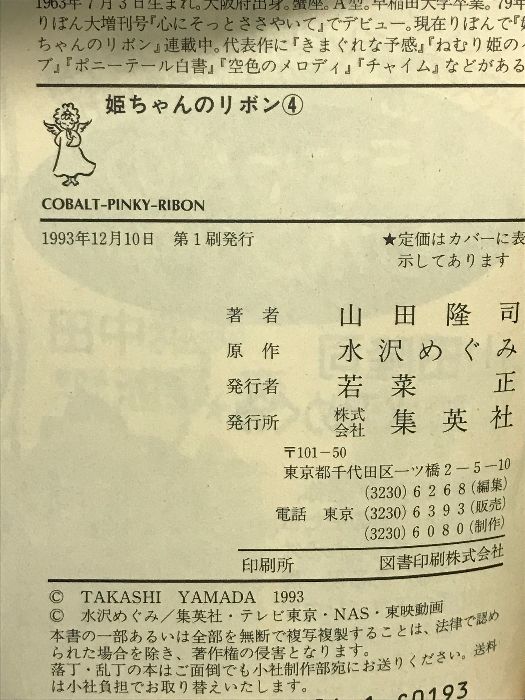 1963年7月3日生まれ。大阪府出身。蟹座。A型。早稲田大学卒業。79年
りぼん大増刊号『心にそっとささやいて』でデビュー。現在りぼんで『姫
ちゃんのリボン』連載中。代表作に『きまぐれな予感』『ねむり姫の
ブ』『ポニーテール白書』『空色のメロディ』『チャイム』などがある
姫ちゃんのリボン④
COBALT-PINKY-RIBON
1993年12月10日 第1刷発行
★定価はカバーに表
示してあります
著者 山田隆司
原作 水沢めぐみ
発行者 若菜 正
発行所 株式会社 集英社
〒101-50
東京都千代田区一ツ橋2-5-10
(3230)6268(編集)
電話 東京(3230)6393(販売)
(3230)6080(制作)
印刷所 図書印刷株式会社
© TAKASHI YAMADA 1993
© 水沢めぐみ/集英社・テレビ東京・NAS・東映動画
本書の一部あるいは全部を無断で複写複製することは、法律で認め
られた場合を除き、著作権の侵害となります。
落丁・乱丁の本はご面倒でも小社制作部宛にお送りください。送料
は小社負担でお取り替えいたします。
C0193